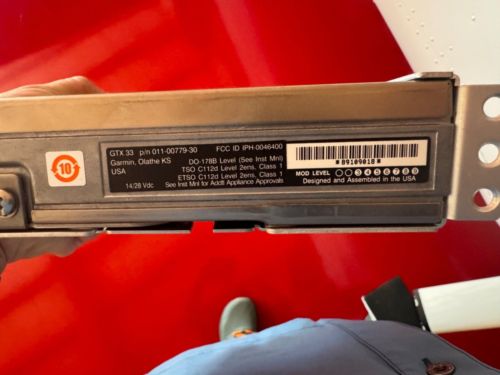 GTX 33 p/n 011-00779-30 FCC ID IPH-0046400
Garmin, Olathe KS DO-178B Level (See Inst Mnl)
USA TSO C112d Level 2ens, Class 1
ETSO C112d Level 2ens, Class 1
14/28 Vdc See Inst Mnl for Addtl Appliance Approvals
*89109018*
MOD LEVEL 3 4 5 6 7 8 9
Designed and Assembled in the USA
10